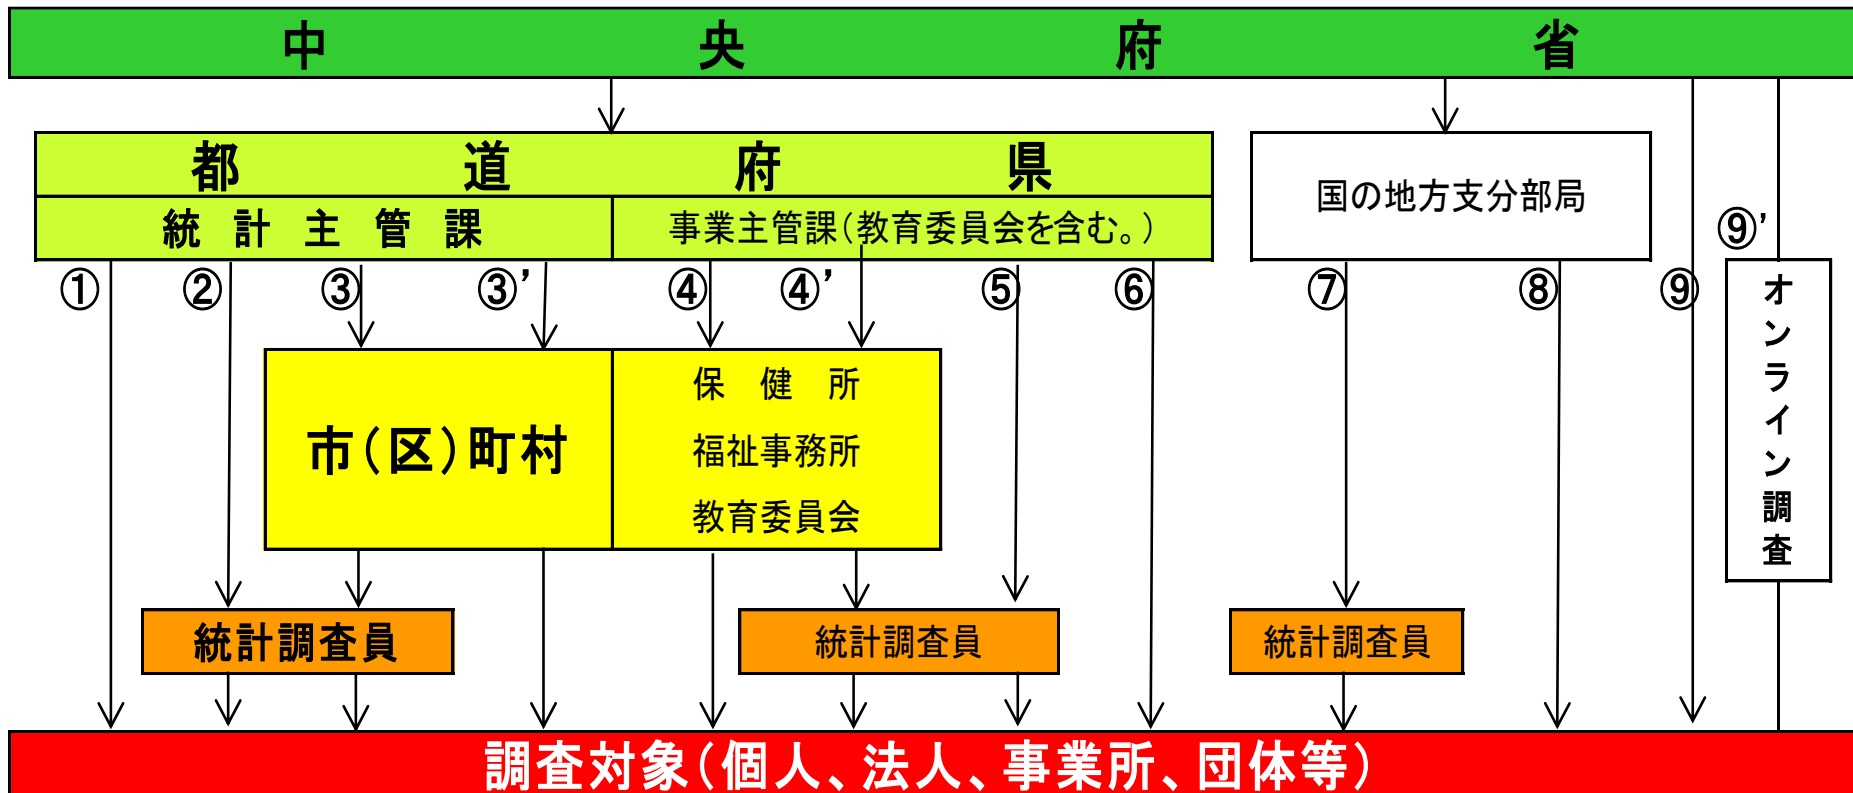 中央府省
都道府県
国の地方支分部局
統計主管課
事業主管課(教育委員会を含む。)
⑨'
① ② ③ ③' ④ ④' ⑤ ⑥ ⑦ ⑧ ⑨
オンライン調査
市(区)町村
保健所
福祉事務所
教育委員会
統計調査員
統計調査員
統計調査員
調査対象(個人、法人、事業所、団体等)